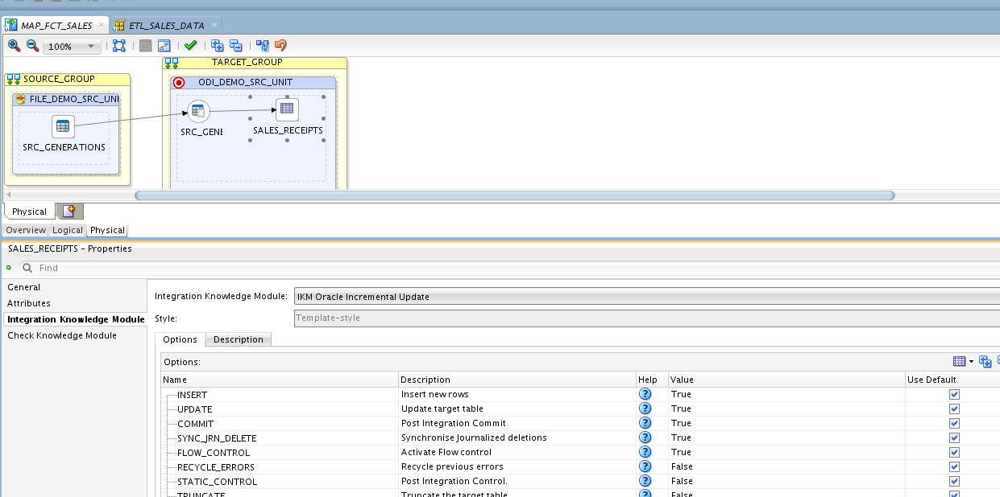 MAP_FCT_SALES × ETL_SALES_DATA ×
100%
TARGET_GROUP
SOURCE_GROUP
ODI_DEMO_SRC_UNIT
FILE_DEMO_SRC_UNI
SRC_GENE
SALES_RECEIPTS
SRC_GENERATIONS
Physical
Overview Logical Physical
SALES_RECEIPTS - Properties
Find
General
Attributes
Integration Knowledge Module
Check Knowledge Module
Integration Knowledge Module: IKM Oracle Incremental Update
Style: Template-style
Options Description
Options:
Name Description Help Value Use Default
INSERT Insert new rows ? True
UPDATE Update target table ? True
COMMIT Post Integration Commit ? True
SYNC_JRN_DELETE Synchronise Journalized deletions ? True
FLOW_CONTROL Activate Flow control ? True
RECYCLE_ERRORS Recycle previous errors ? False
STATIC_CONTROL Post Integration Control. ? False
TRUNCATE Truncate the target table ? False